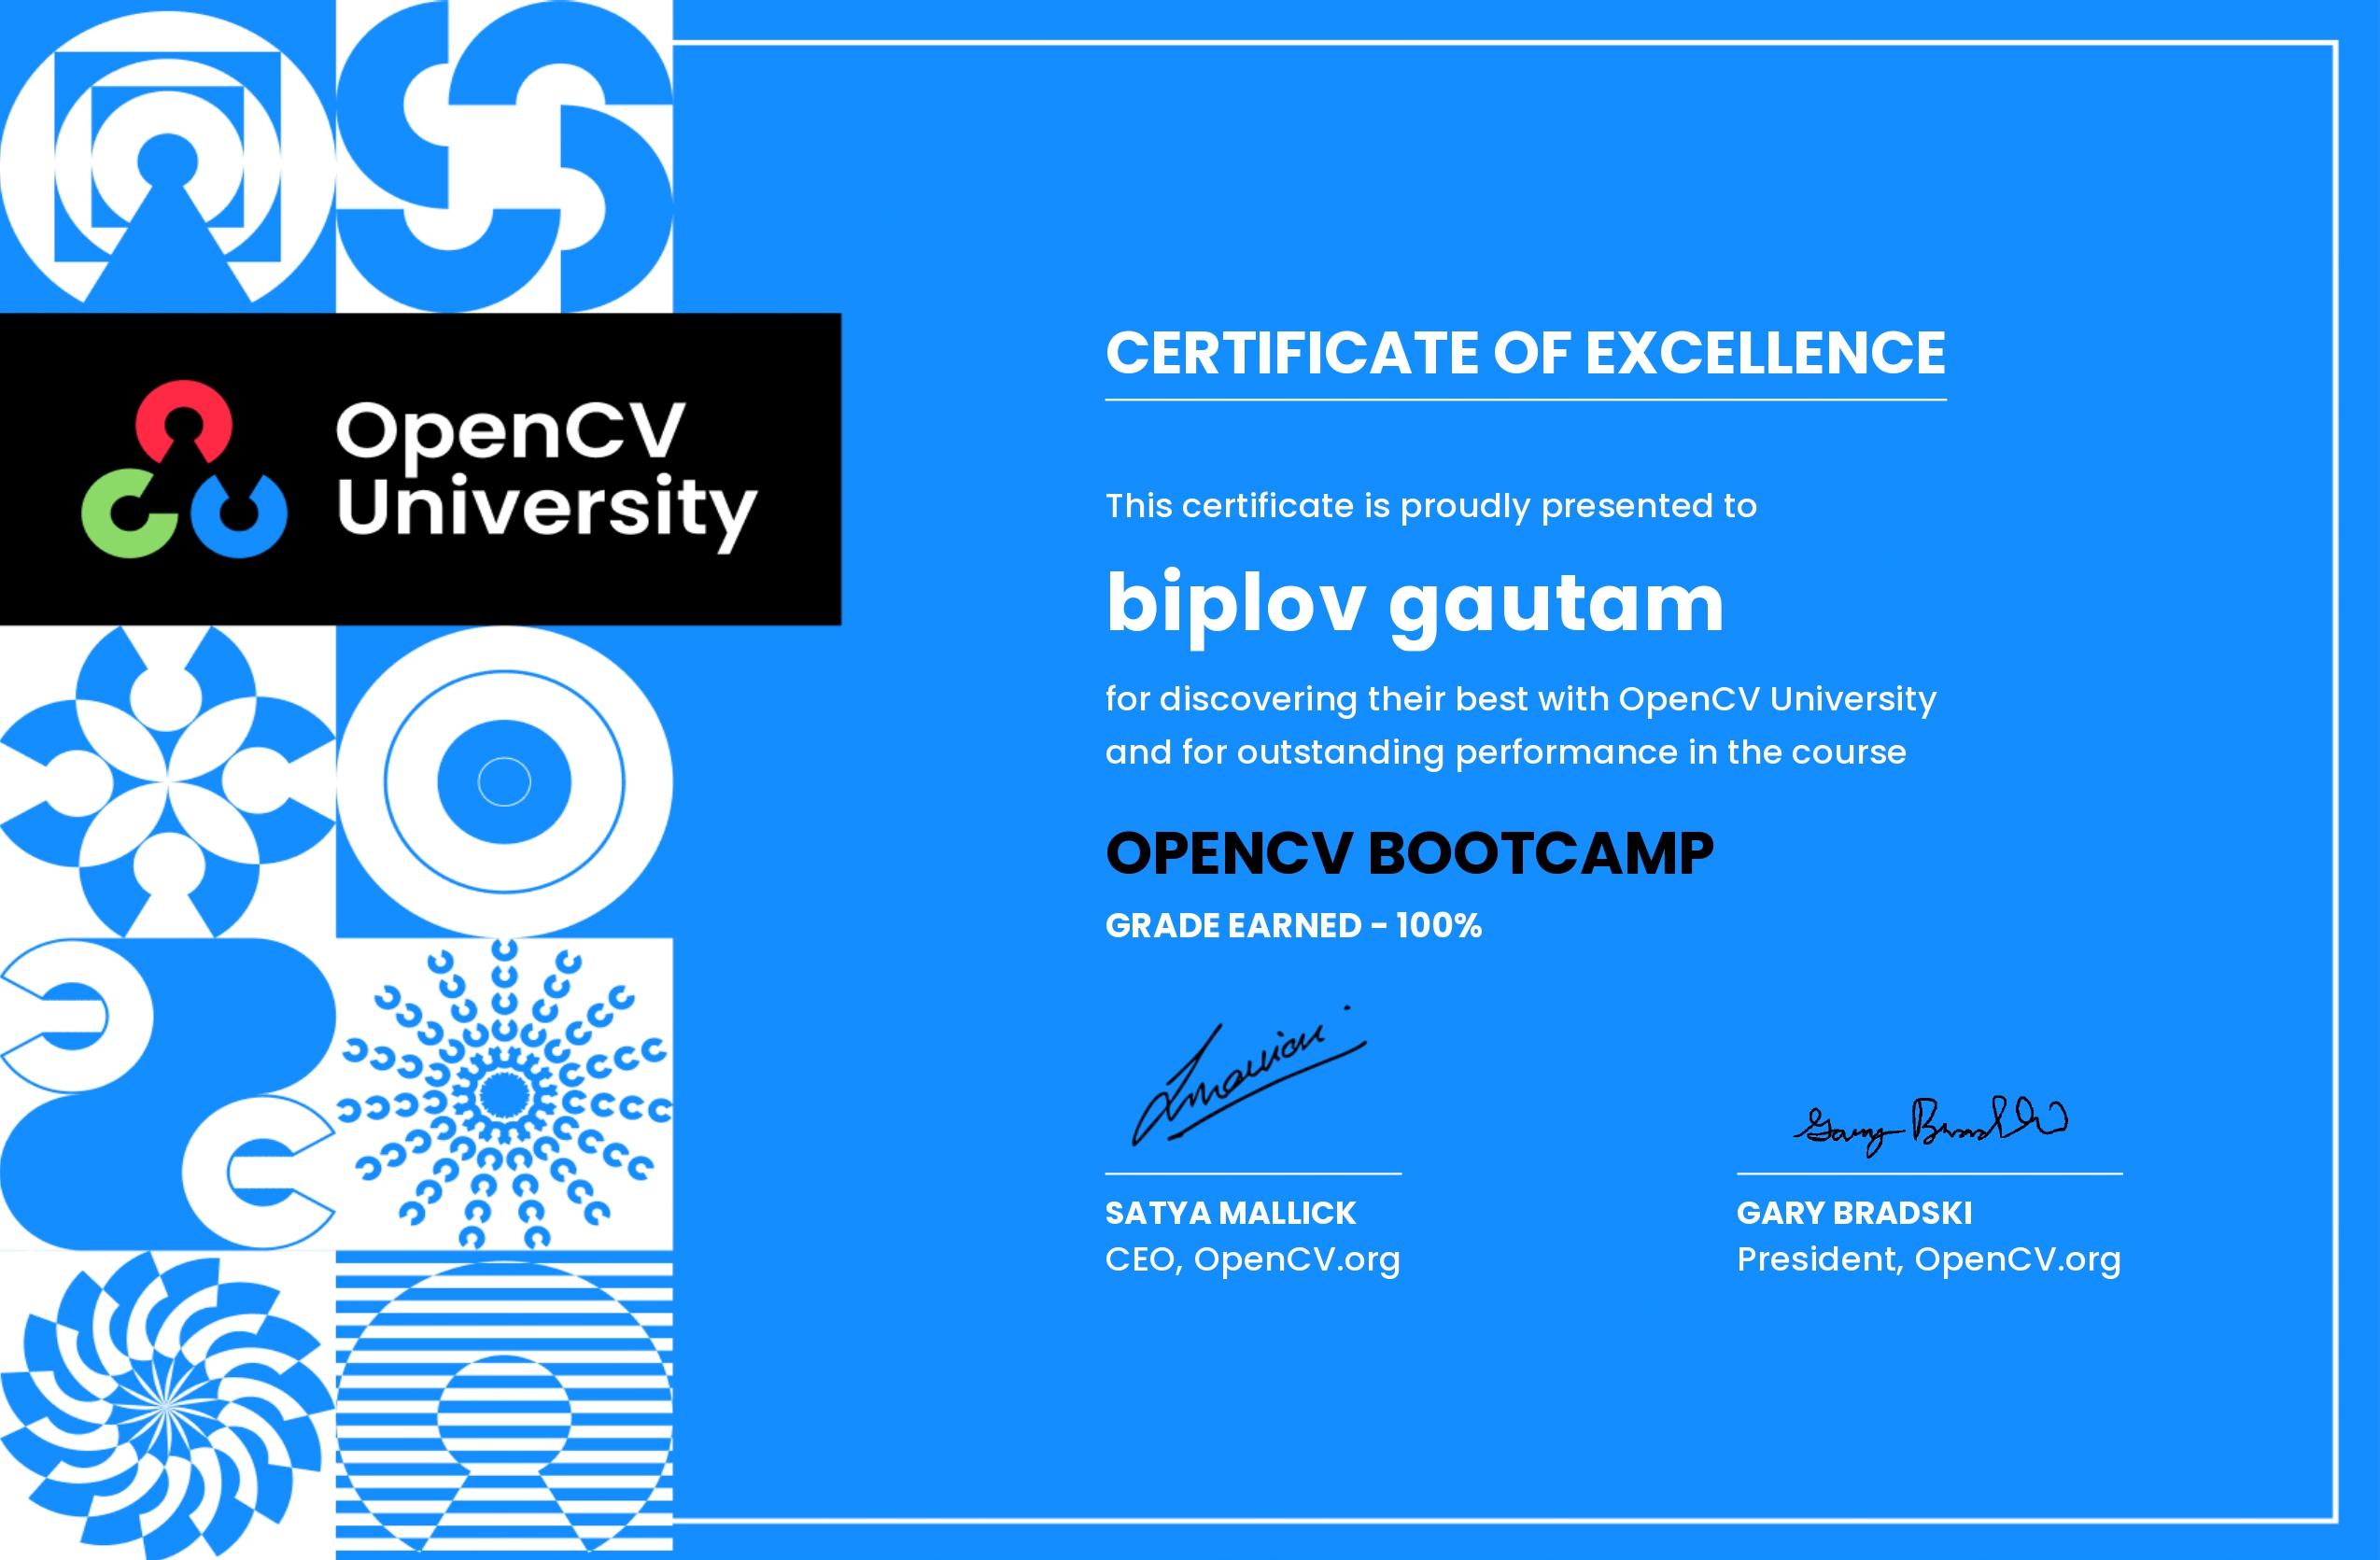 OpenCV
University
CERTIFICATE OF EXCELLENCE
This certificate is proudly presented to
biplov gautam
for discovering their best with OpenCV University
and for outstanding performance in the course
OPENCV BOOTCAMP
GRADE EARNED - 100%
Gary Bradski
SATYA MALLICK
CEO, OpenCV.org
GARY BRADSKI
President, OpenCV.org